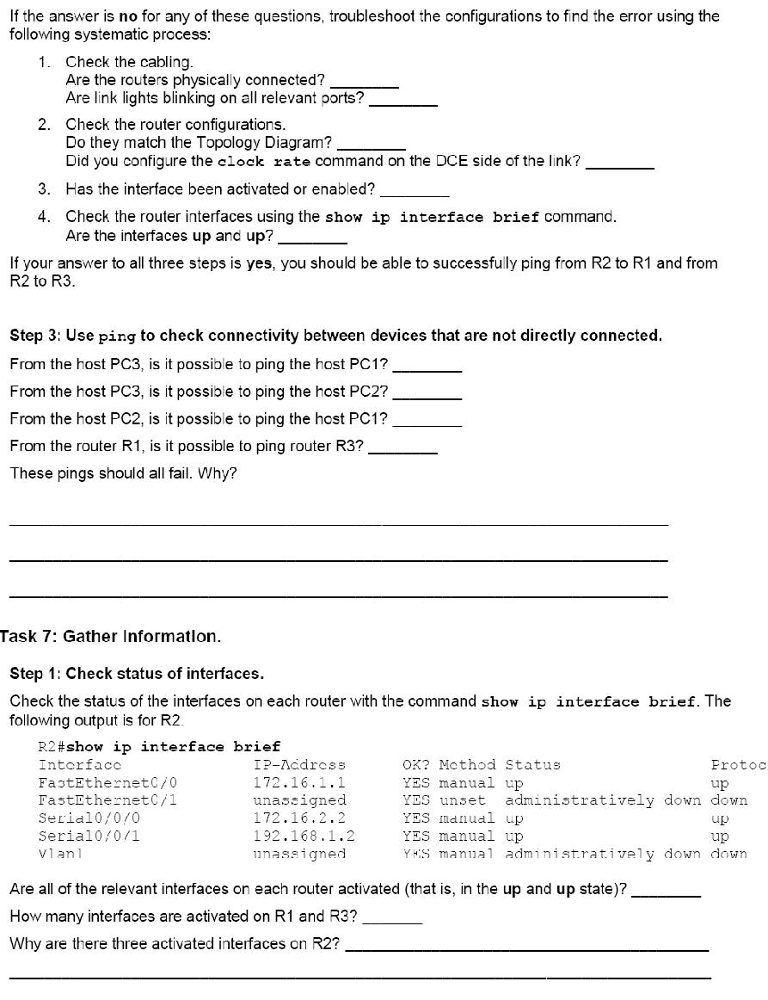 If the answer is no for any of these questions, troubleshoot the configurations to find the error using the
following systematic process:
1. Check the cabling.
Are the routers physically connected? ________
Are link lights blinking on all relevant ports? ________
2. Check the router configurations.
Do they match the Topology Diagram? ________
Did you configure the clock rate command on the DCE side of the link? ________
3. Has the interface been activated or enabled? ________
4. Check the router interfaces using the show ip interface brief command.
Are the interfaces up and up? ________
If your answer to all three steps is yes, you should be able to successfully ping from R2 to R1 and from
R2 to R3.
Step 3: Use ping to check connectivity between devices that are not directly connected.
From the host PC3, is it possible to ping the host PC1? ________
From the host PC3, is it possible to ping the host PC2? ________
From the host PC2, is it possible to ping the host PC1? ________
From the router R1, is it possible to ping router R3? ________
These pings should all fail. Why?
Task 7: Gather Information.
Step 1: Check status of interfaces.
Check the status of the interfaces on each router with the command show ip interface brief. The
following output is for R2.
R2#show ip interface brief
Interface IP-Address OK? Method Status Protoc
FastEthernet0/0 172.16.1.1 YES manual up up
FastEthernet0/1 unassigned YES unset administratively down down
Serial0/0/0 172.16.2.2 YES manual up up
Serial0/0/1 192.168.1.2 YES manual up up
Vlan1 unassigned YES manual administratively down down
Are all of the relevant interfaces on each router activated (that is, in the up and up state)? ________
How many interfaces are activated on R1 and R3? _______
Why are there three activated interfaces on R2? ________